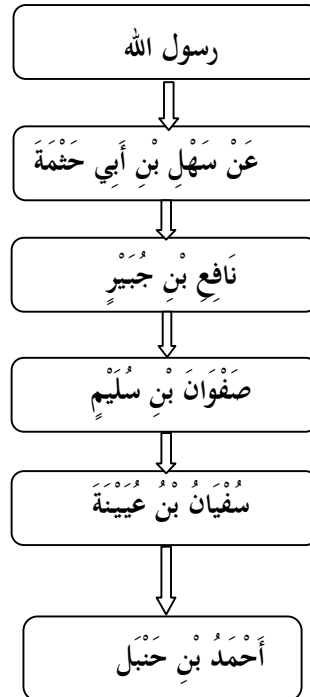 رسول الله
عَنْ سَهْلِ بْنِ أَبِي حَثْمَةَ
نَافِعِ بْنِ جُبَيْرٍ
صَفْوَانَ بْنِ سُلَيْمٍ
سُفْيَانُ بْنُ عُيَيْنَةَ
أَحْمَدُ بْنِ حَنْبَل